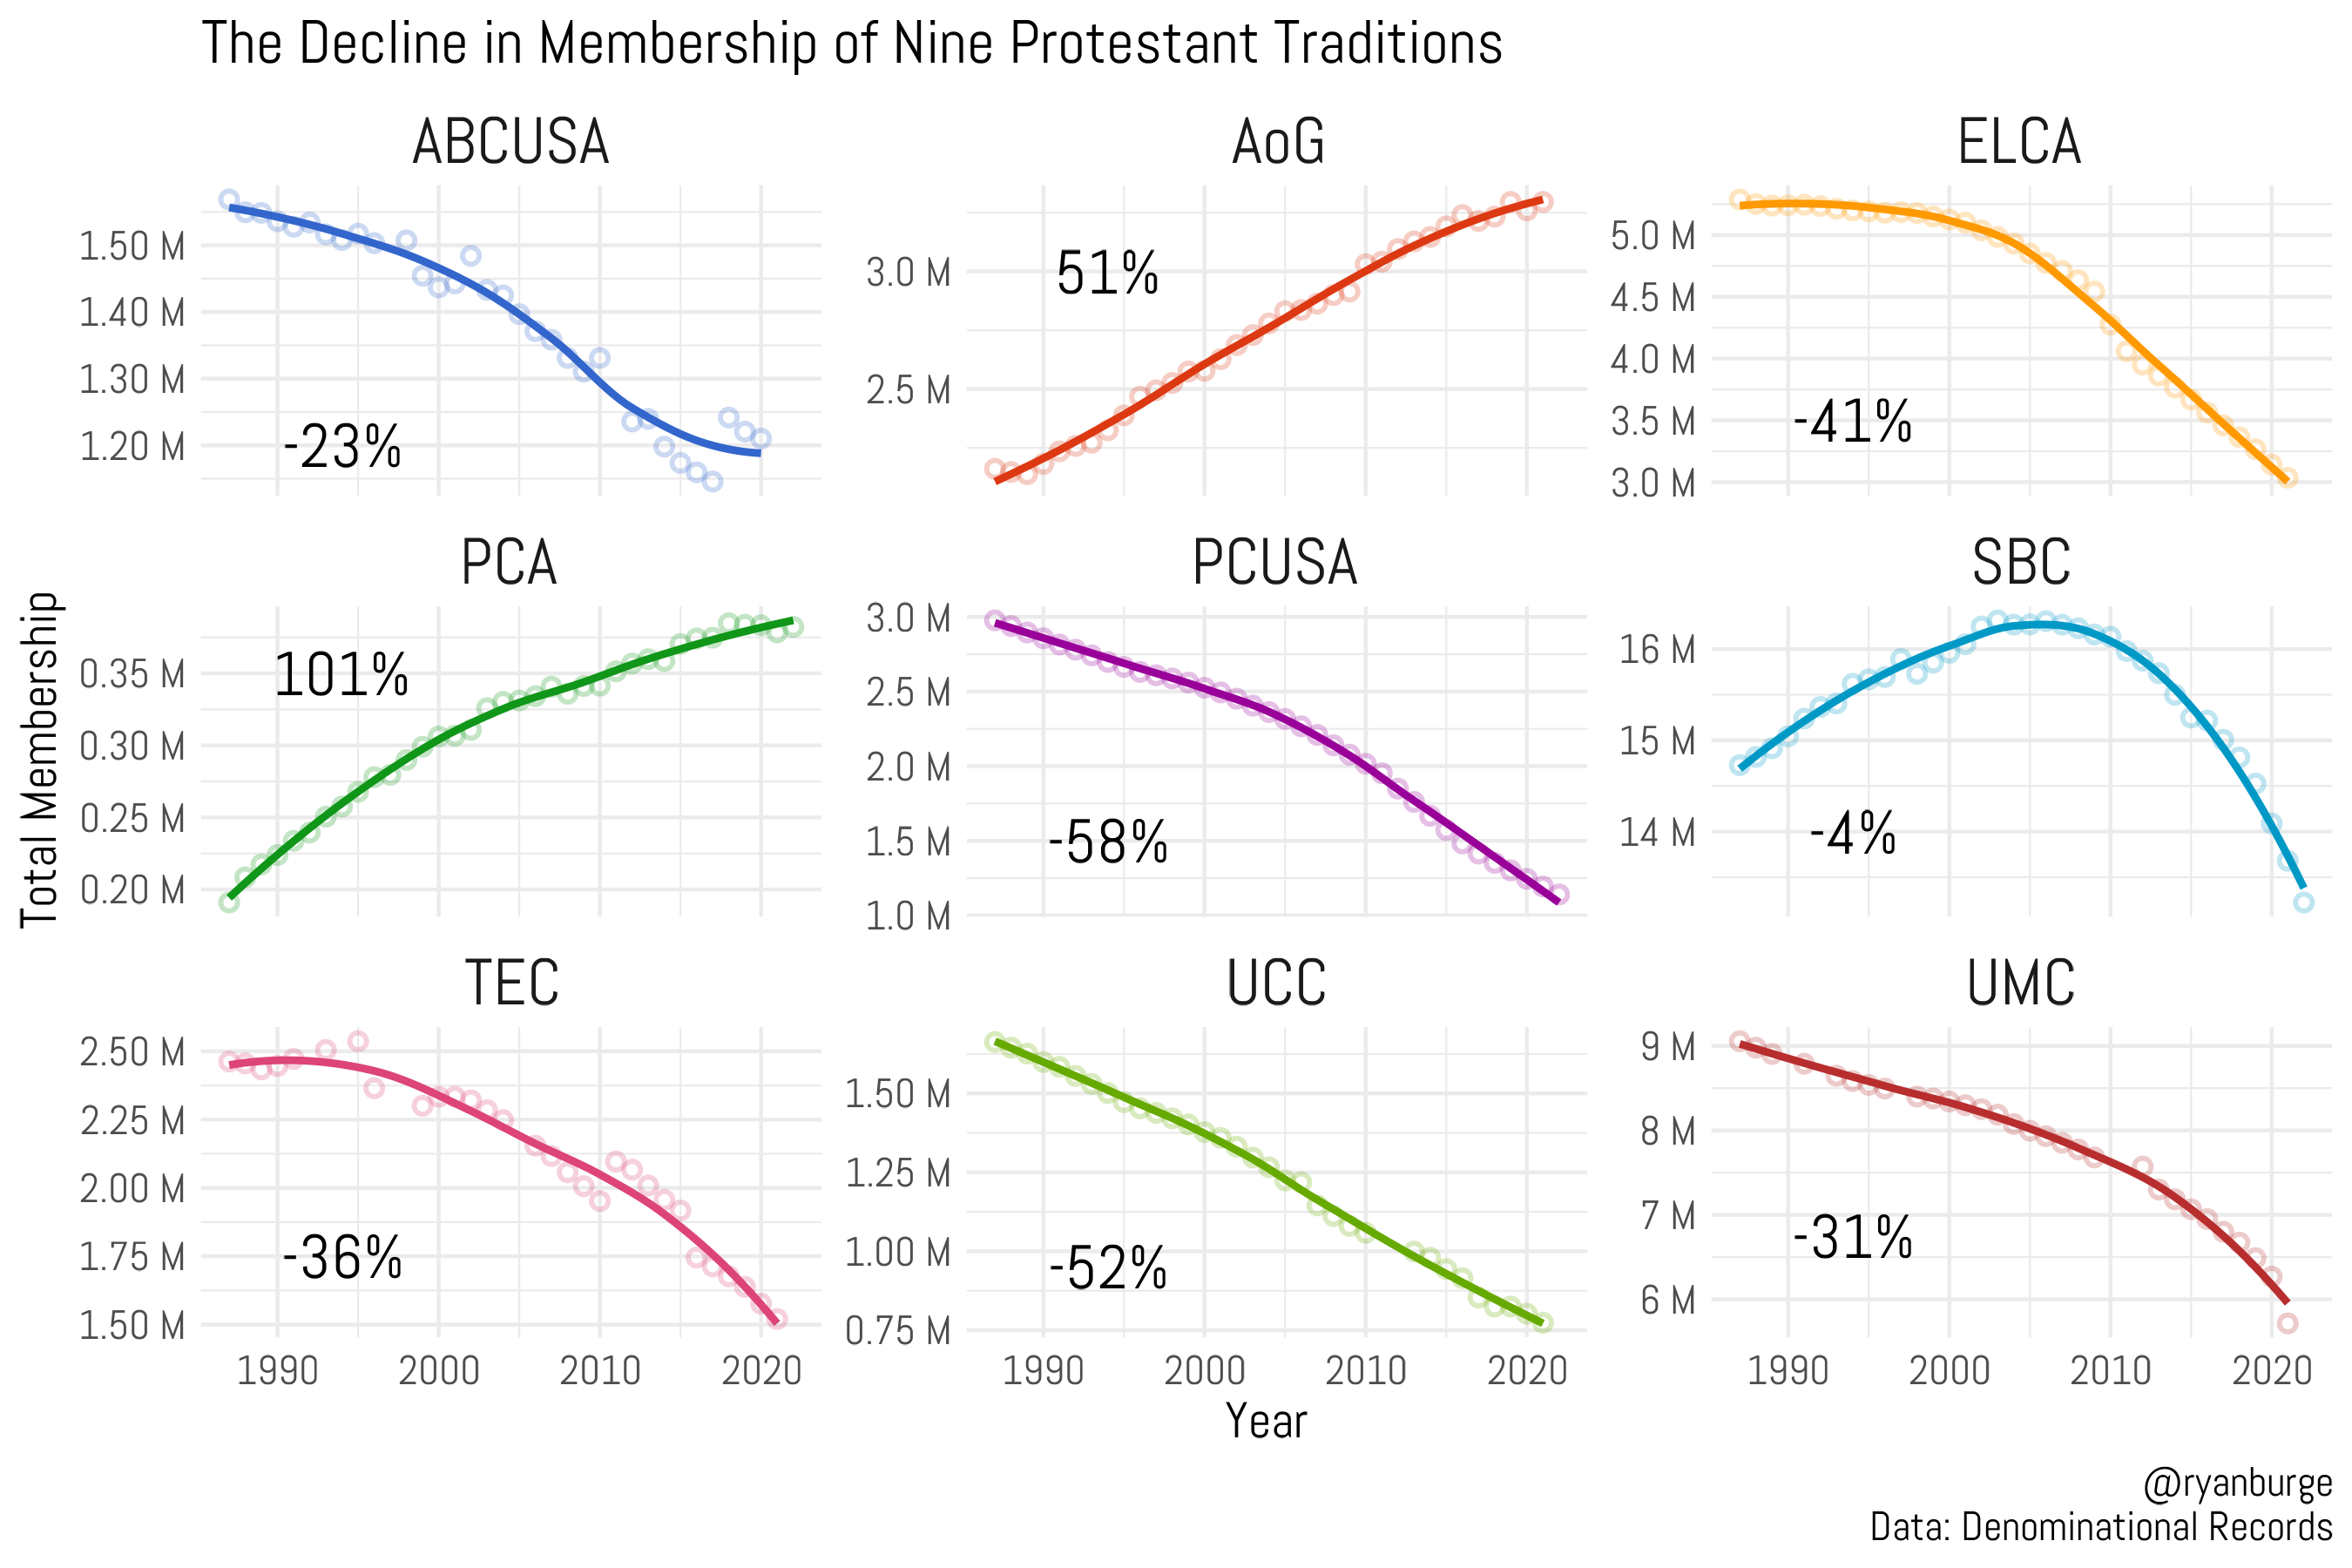 The Decline in Membership of Nine Protestant Traditions
ABCUSA
1.50 M
1.40 M
1.30 M
1.20 M
-23%
AoG
3.0 M
2.5 M
51%
ELCA
5.0 M
4.5 M
4.0 M
3.5 M
3.0 M
-41%
Total Membership
PCA
0.35 M
0.30 M
0.25 M
0.20 M
101%
PCUSA
3.0 M
2.5 M
2.0 M
1.5 M
1.0 M
-58%
SBC
16 M
15 M
14 M
-4%
TEC
2.50 M
2.25 M
2.00 M
1.75 M
1.50 M
-36%
1990 2000 2010 2020
UCC
1.50 M
1.25 M
1.00 M
0.75 M
-52%
1990 2000 2010 2020
UMC
9 M
8 M
7 M
6 M
-31%
1990 2000 2010 2020
Year
@ryanburge
Data: Denominational Records